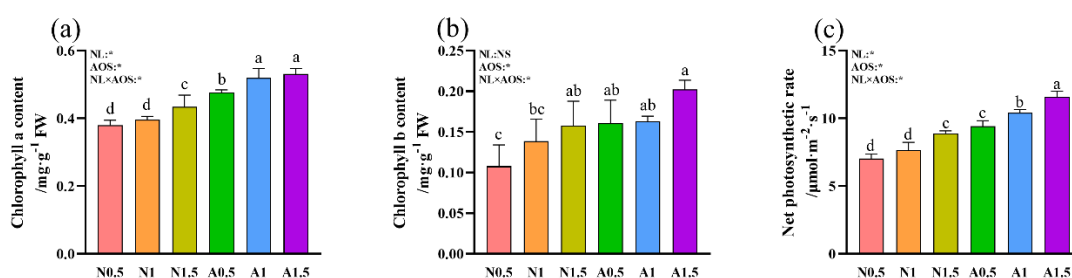 (a)
NL:*
AOS:*
NL×AOS:*
Chlorophyll a content
/mg·g⁻¹ FW
0.6
0.4
0.2
0.0
d
d
c
b
a
a
N0.5 N1 N1.5 A0.5 A1 A1.5
(b)
NL:NS
AOS:*
NL×AOS:*
Chlorophyll b content
/mg·g⁻¹ FW
0.25
0.20
0.15
0.10
0.05
0.00
c
bc
ab
ab
ab
a
N0.5 N1 N1.5 A0.5 A1 A1.5
(c)
NL:*
AOS:*
NL×AOS:*
Net photosynthetic rate
/μmol·m⁻²·s⁻¹
15
10
5
0
d
d
c
c
b
a
N0.5 N1 N1.5 A0.5 A1 A1.5